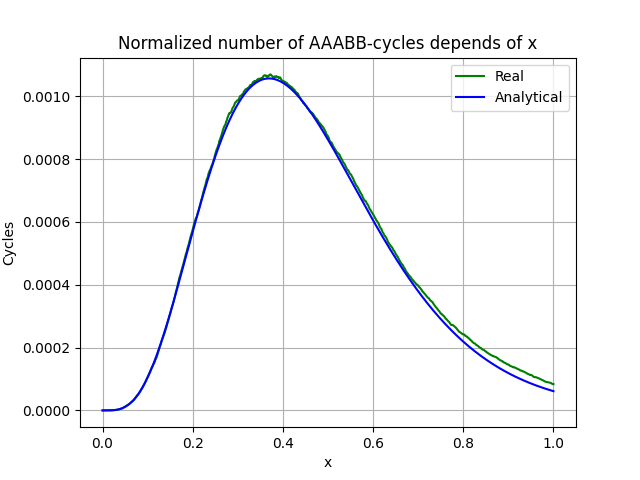 Normalized number of AAABB-cycles depends of x
Real
Analytical
Cycles
0.0010
0.0008
0.0006
0.0004
0.0002
0.0000
0.0 0.2 0.4 0.6 0.8 1.0
x